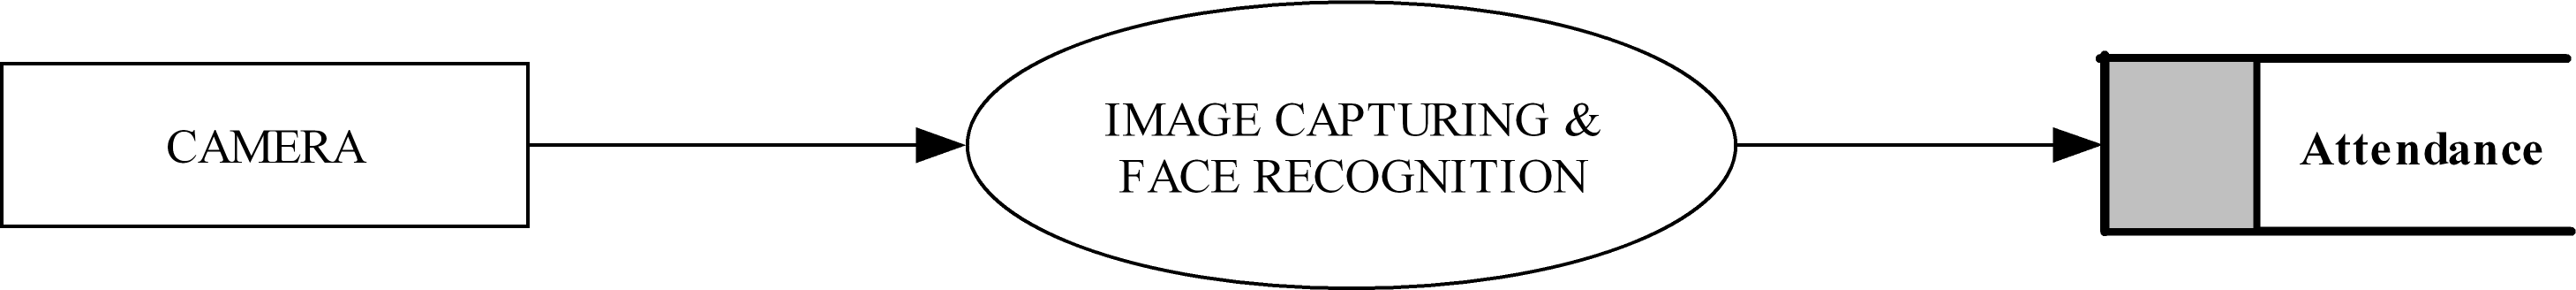 CAMERA
IMAGE CAPTURING &
FACE RECOGNITION
Attendance